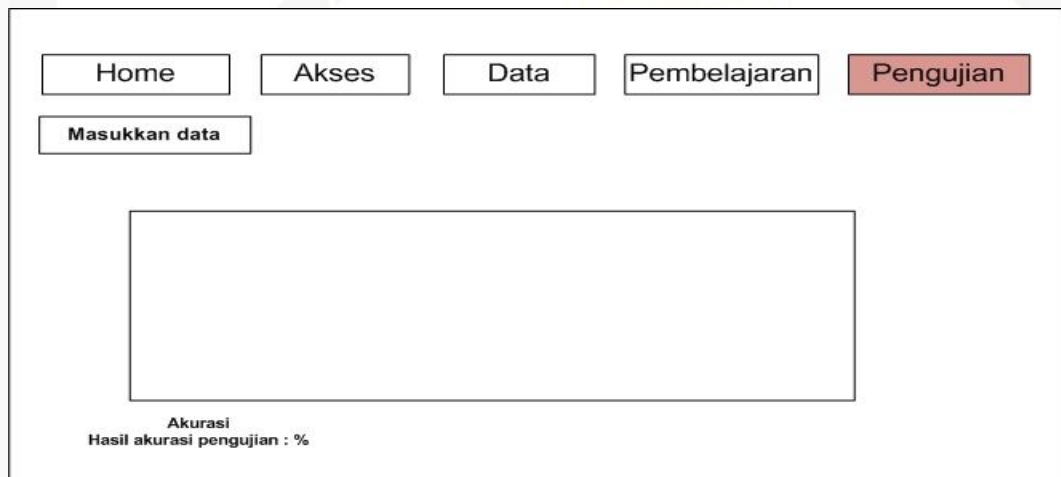 Home Akses Data Pembelajaran Pengujian
Masukkan data
Akurasi
Hasil akurasi pengujian : %